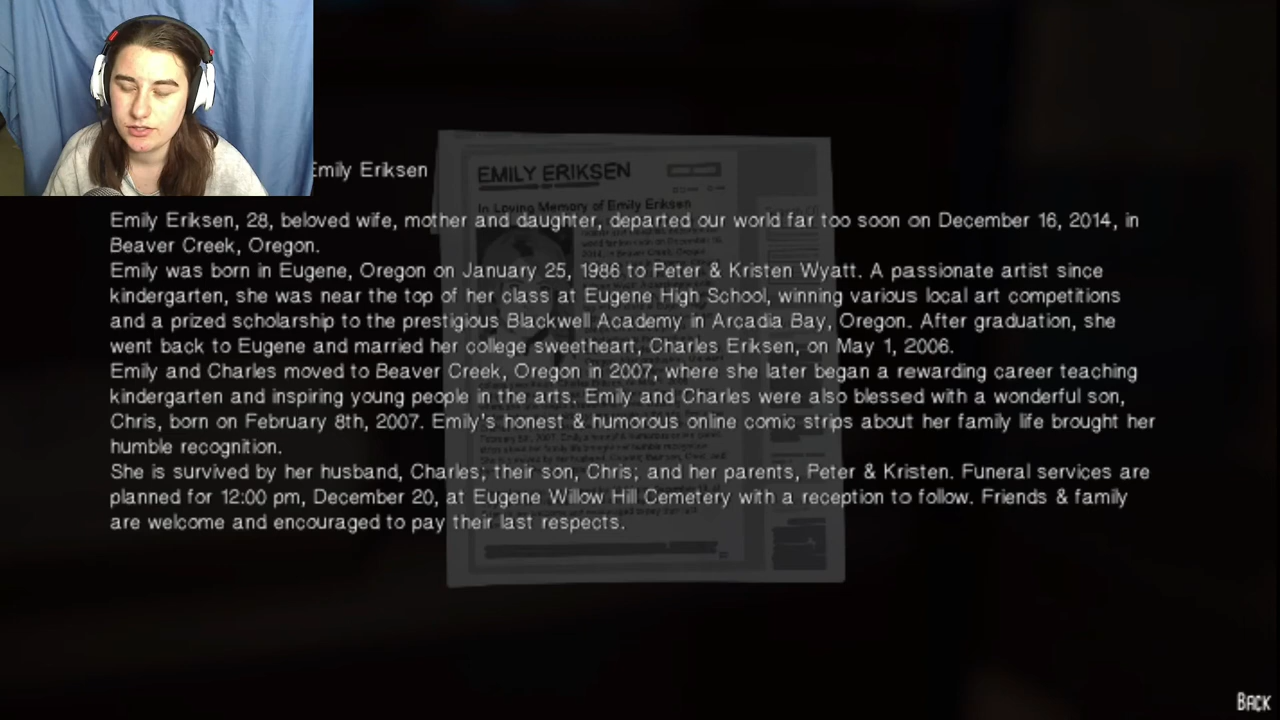 Emily Eriksen
EMILY ERIKSEN
In Loving Memory of Emily Eriksen
Emily Eriksen, 28, beloved wife, mother and daughter, departed our world far too soon on December 16, 2014, in
Beaver Creek, Oregon.
Emily was born in Eugene, Oregon on January 25, 1986 to Peter & Kristen Wyatt. A passionate artist since
kindergarten, she was near the top of her class at Eugene High School, winning various local art competitions
and a prized scholarship to the prestigious Blackwell Academy in Arcadia Bay, Oregon. After graduation, she
went back to Eugene and married her college sweetheart, Charles Eriksen, on May 1, 2006.
Emily and Charles moved to Beaver Creek, Oregon in 2007, where she later began a rewarding career teaching
kindergarten and inspiring young people in the arts. Emily and Charles were also blessed with a wonderful son,
Chris, born on February 8th, 2007. Emily's honest & humorous online comic strips about her family life brought her
humble recognition.
She is survived by her husband, Charles; their son, Chris; and her parents, Peter & Kristen. Funeral services are
planned for 12:00 pm, December 20, at Eugene Willow Hill Cemetery with a reception to follow. Friends & family
are welcome and encouraged to pay their last respects.
BACK